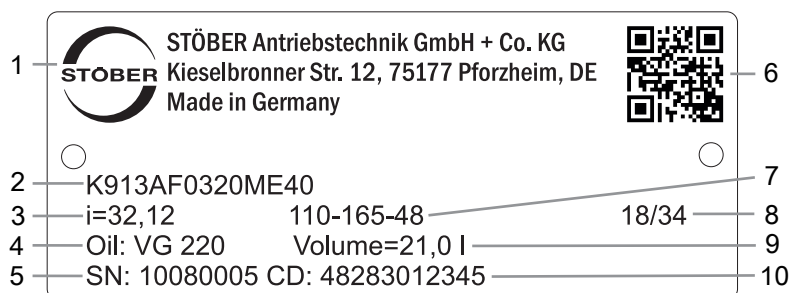 STÖBER Antriebstechnik GmbH + Co. KG
1 STÖBER Kieselbronner Str. 12, 75177 Pforzheim, DE 6
Made in Germany
2 K913AF0320ME40 7
3 i=32,12 110-165-48 18/34 8
4 Oil: VG 220 Volume=21,0 l 9
5 SN: 10080005 CD: 48283012345 10